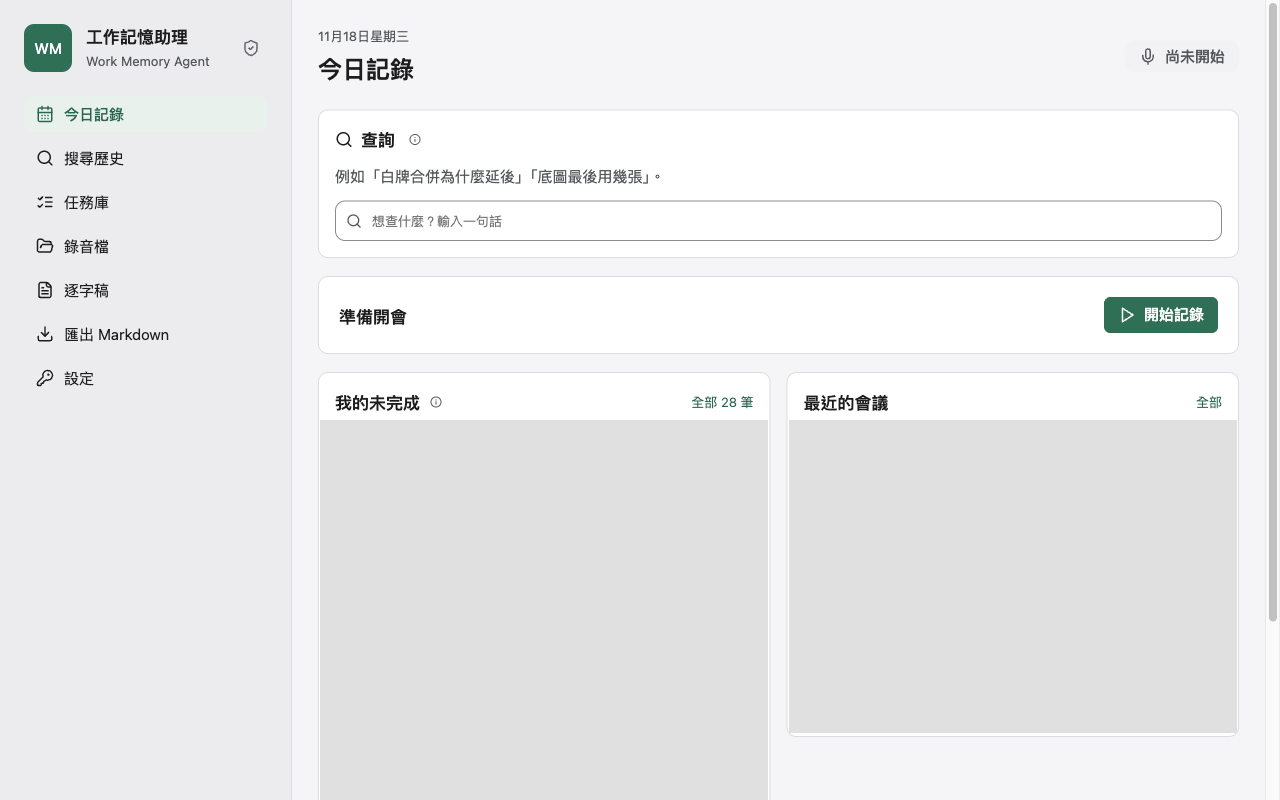 WM
工作記憶助理
Work Memory Agent
今日記錄
搜尋歷史
任務庫
錄音檔
逐字稿
匯出 Markdown
設定
11月18日星期三
今日記錄
尚未開始
查詢
例如「白牌合併為什麼延後」「底圖最後用幾張」。
想查什麼？輸入一句話
準備開會
開始記錄
我的未完成
全部 28 筆
最近的會議
全部